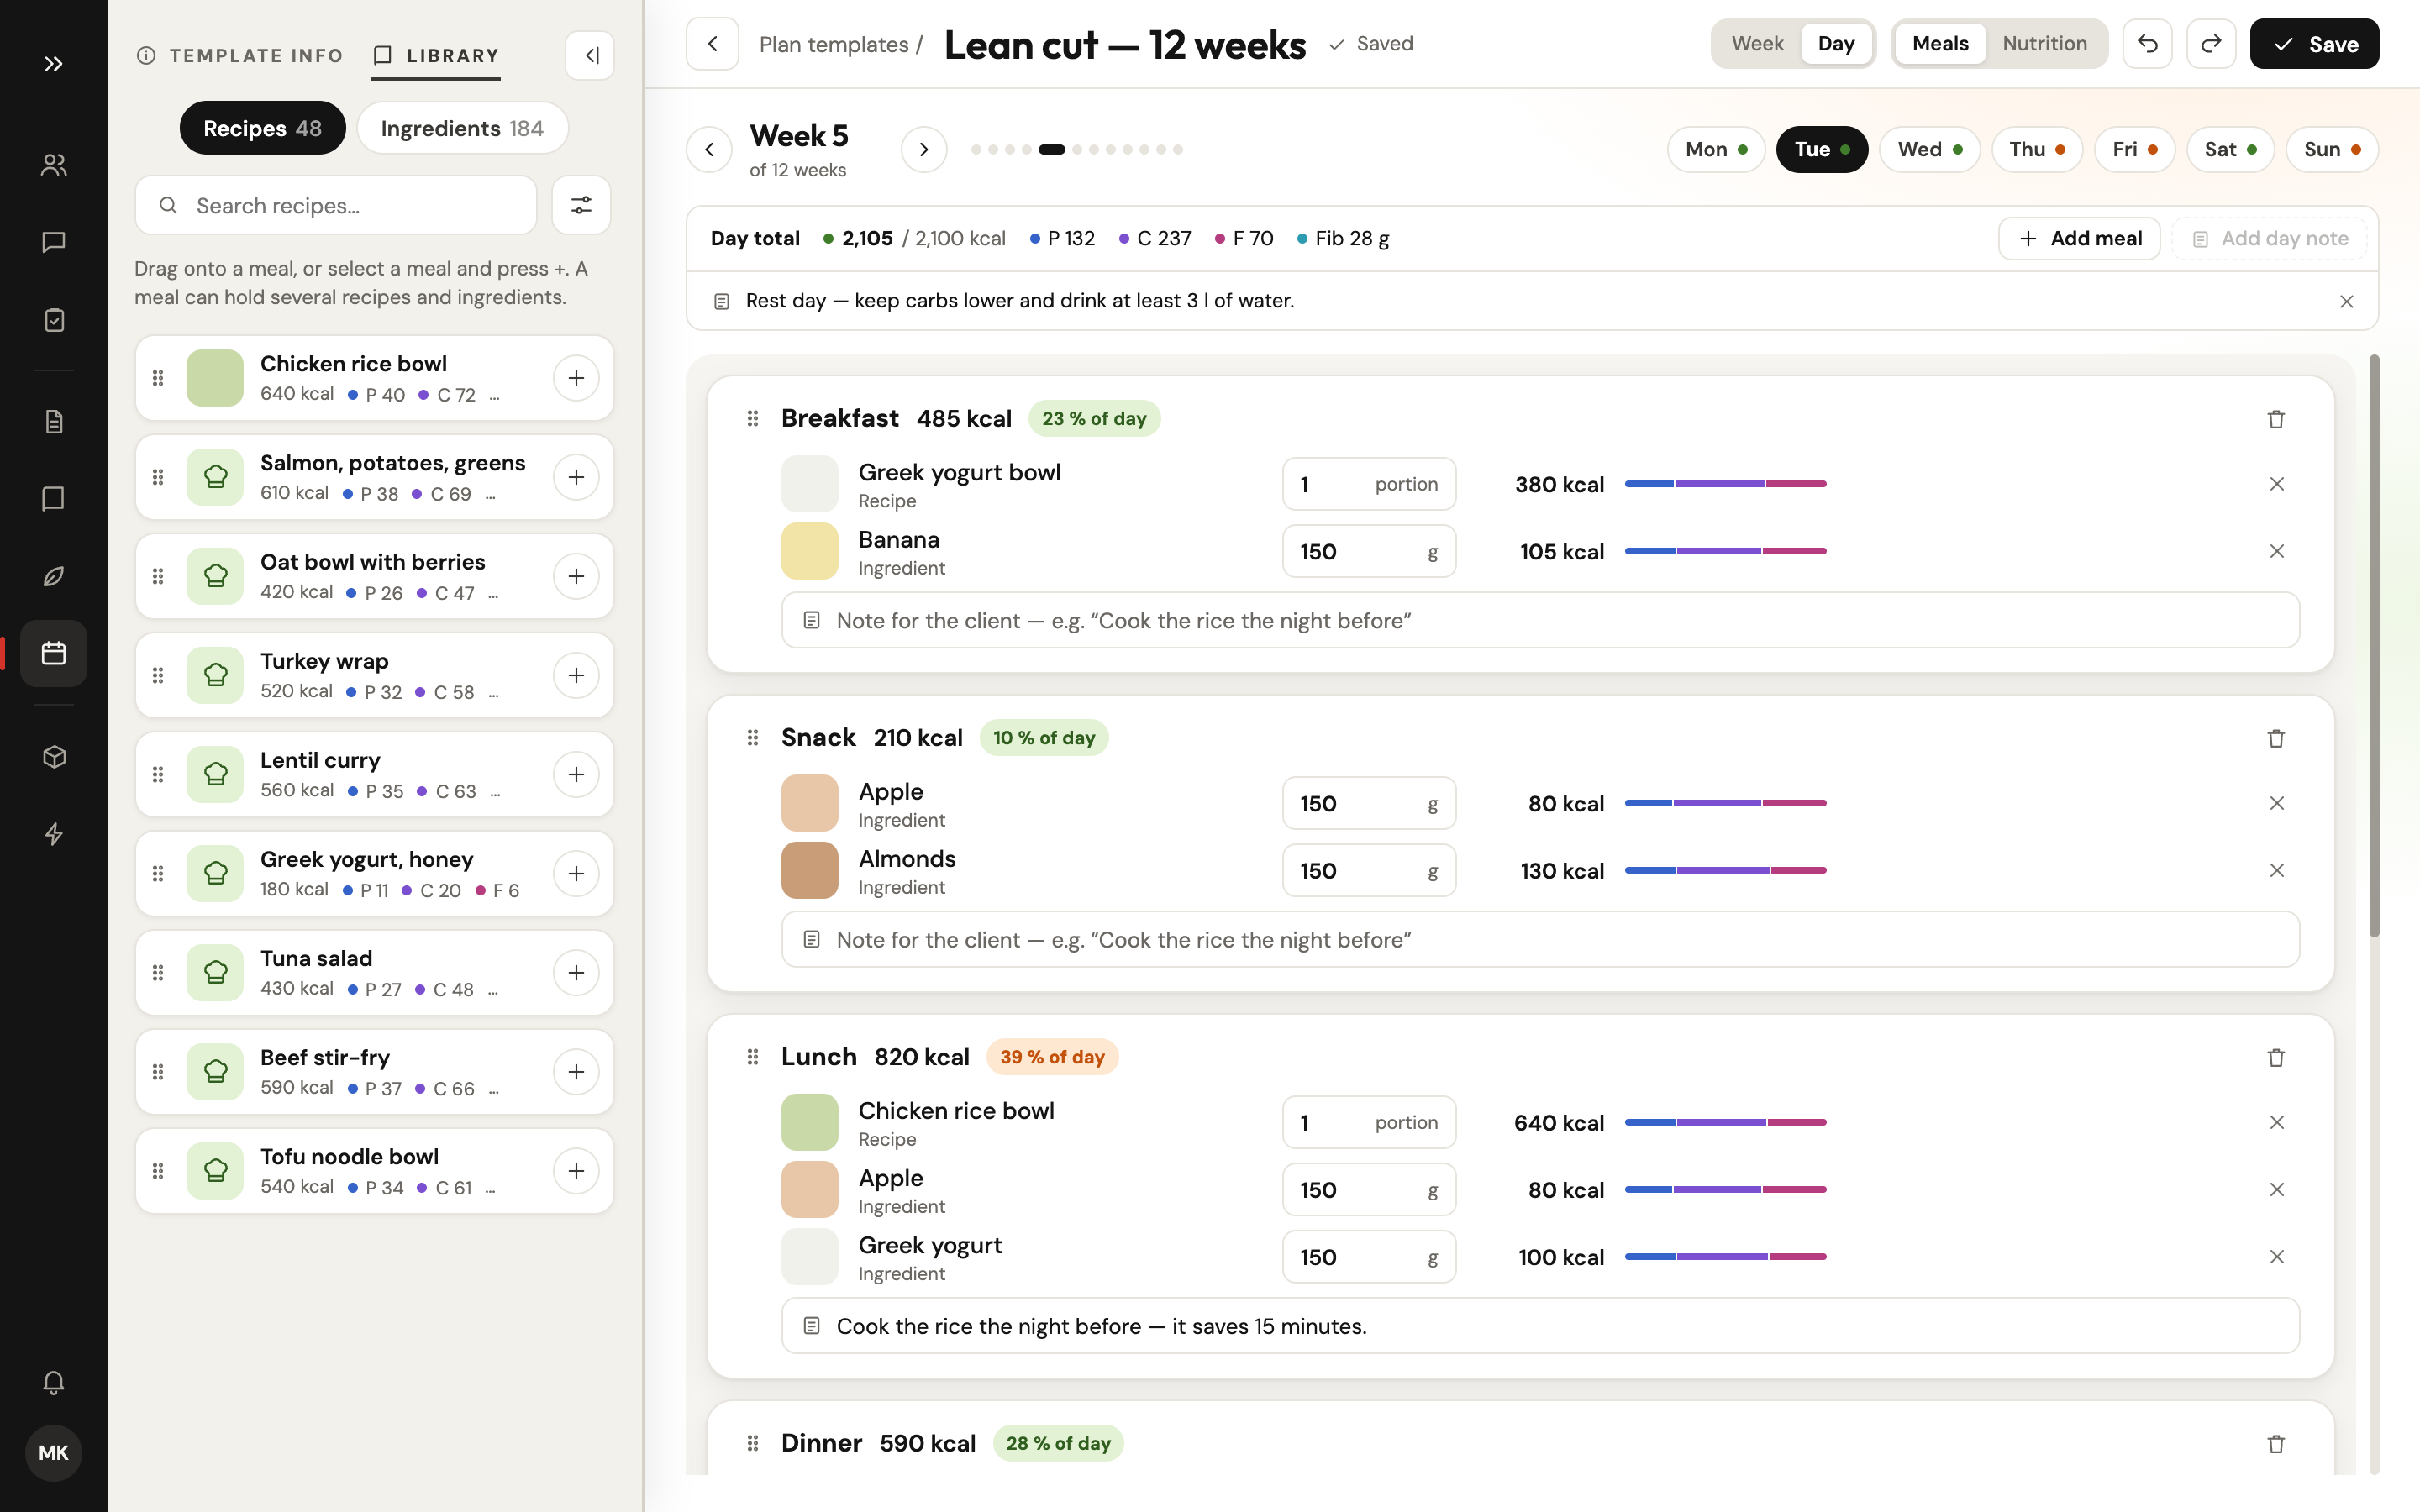 TEMPLATE INFO
LIBRARY
Recipes 48
Ingredients 184
Search recipes...
Drag onto a meal, or select a meal and press +. A
meal can hold several recipes and ingredients.
Chicken rice bowl
640 kcal P 40 C 72 ...
Salmon, potatoes, greens
610 kcal P 38 C 69 ...
Oat bowl with berries
420 kcal P 26 C 47 ...
Turkey wrap
520 kcal P 32 C 58 ...
Lentil curry
560 kcal P 35 C 63 ...
Greek yogurt, honey
180 kcal P 11 C 20 F 6
Tuna salad
430 kcal P 27 C 48 ...
Beef stir-fry
590 kcal P 37 C 66 ...
Tofu noodle bowl
540 kcal P 34 C 61 ...
MK
Plan templates / Lean cut — 12 weeks Saved
Week Day Meals Nutrition Save
Week 5
of 12 weeks
Mon Tue Wed Thu Fri Sat Sun
Day total 2,105 / 2,100 kcal P 132 C 237 F 70 Fib 28 g
Add meal Add day note
Rest day — keep carbs lower and drink at least 3 l of water.
Breakfast 485 kcal 23 % of day
Greek yogurt bowl
Recipe
1 portion 380 kcal
Banana
Ingredient
150 g 105 kcal
Note for the client — e.g. “Cook the rice the night before”
Snack 210 kcal 10 % of day
Apple
Ingredient
150 g 80 kcal
Almonds
Ingredient
150 g 130 kcal
Note for the client — e.g. “Cook the rice the night before”
Lunch 820 kcal 39 % of day
Chicken rice bowl
Recipe
1 portion 640 kcal
Apple
Ingredient
150 g 80 kcal
Greek yogurt
Ingredient
150 g 100 kcal
Cook the rice the night before — it saves 15 minutes.
Dinner 590 kcal 28 % of day